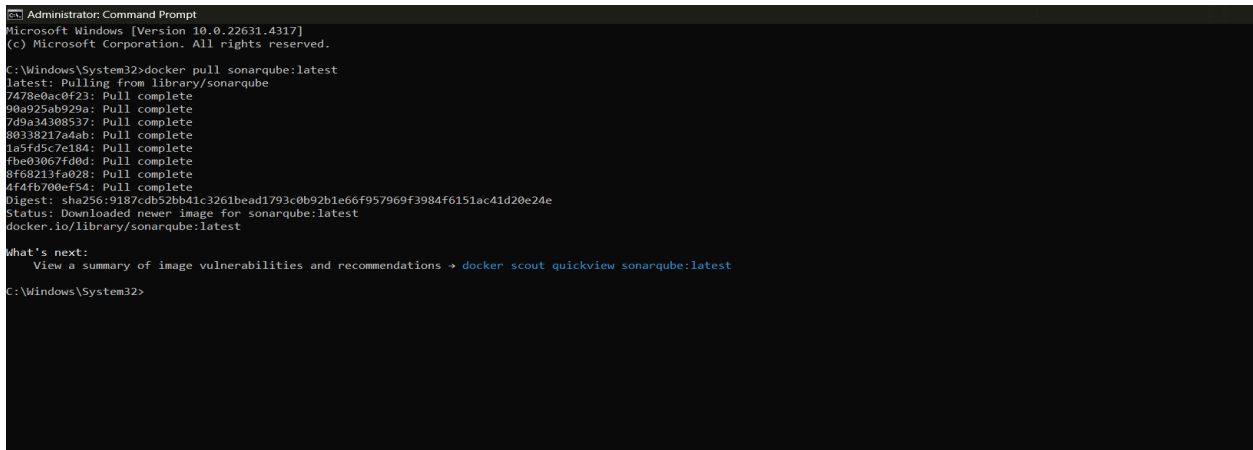 Administrator: Command Prompt
Microsoft Windows [Version 10.0.22631.4317]
(c) Microsoft Corporation. All rights reserved.
C:\Windows\System32>docker pull sonarqube:latest
latest: Pulling from library/sonarqube
7478e0ac0f23: Pull complete
90a925ab929a: Pull complete
7d9a34308537: Pull complete
80338217a4ab: Pull complete
1a5fd5c7e184: Pull complete
fbe03067fd0d: Pull complete
8f68213fa028: Pull complete
4f4fb700ef54: Pull complete
Digest: sha256:9187cdb52bb41c3261bead1793c0b92b1e66f957969f3984f6151ac41d20e24e
Status: Downloaded newer image for sonarqube:latest
docker.io/library/sonarqube:latest
What's next:
View a summary of image vulnerabilities and recommendations → docker scout quickview sonarqube:latest
C:\Windows\System32>